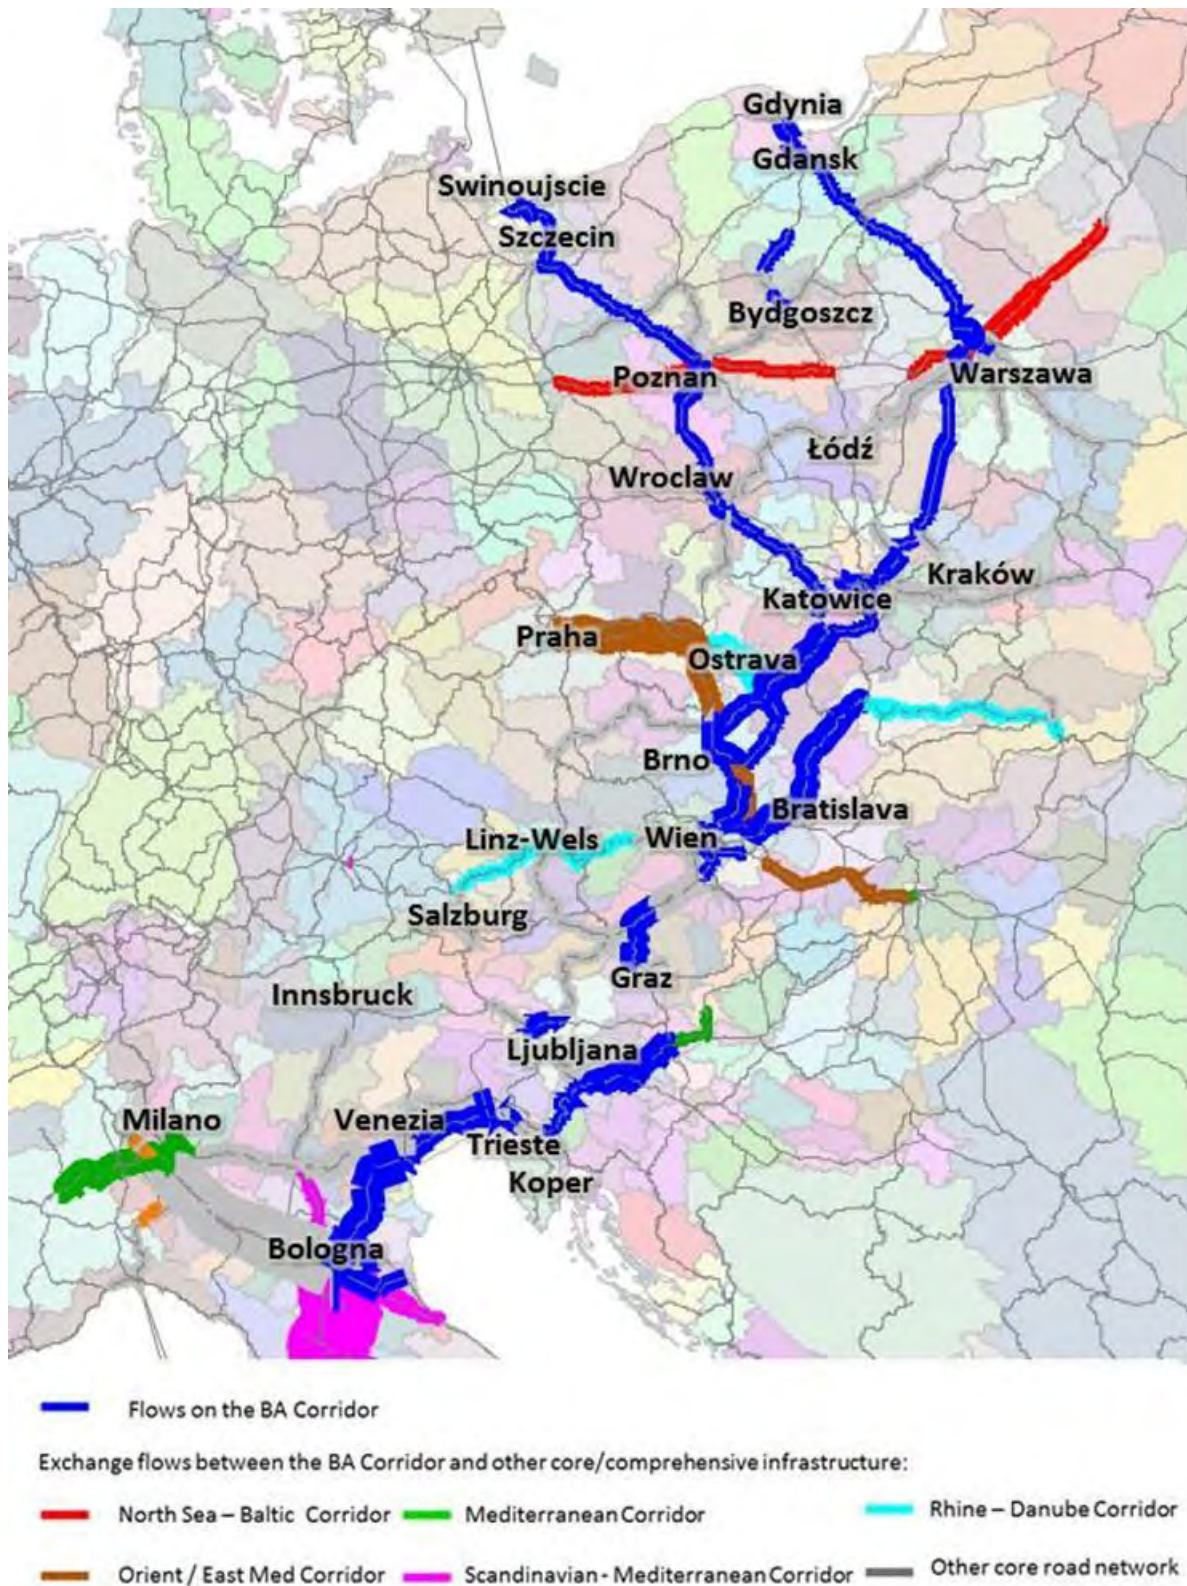 Gdynia
Gdansk
Swinoujscie
Szczecin
Bydgoszcz
Poznan
Warszawa
Łódź
Wroclaw
Kraków
Katowice
Praha
Ostrava
Brno
Bratislava
Linz-Wels
Wien
Salzburg
Graz
Innsbruck
Ljubljana
Milano
Venezia
Trieste
Koper
Bologna
Flows on the BA Corridor
Exchange flows between the BA Corridor and other core/comprehensive infrastructure:
North Sea – Baltic Corridor
Mediterranean Corridor
Rhine – Danube Corridor
Orient / East Med Corridor
Scandinavian - Mediterranean Corridor
Other core road network